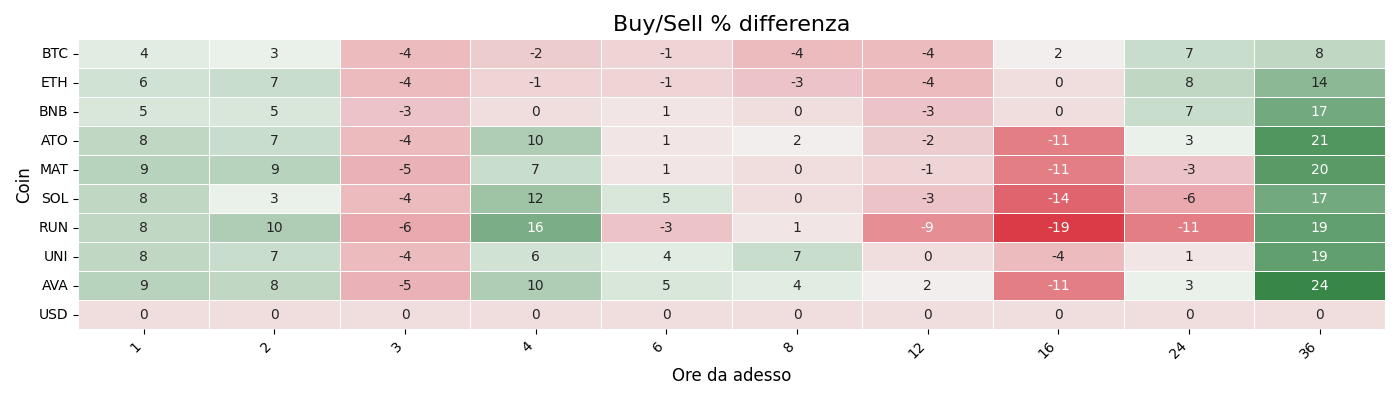 Buy/Sell % differenza
Coin
BTC 4 3 -4 -2 -1 -4 -4 2 7 8
ETH 6 7 -4 -1 -1 -3 -4 0 8 14
BNB 5 5 -3 0 1 0 -3 0 7 17
ATO 8 7 -4 10 1 2 -2 -11 3 21
MAT 9 9 -5 7 1 0 -1 -11 -3 20
SOL 8 3 -4 12 5 0 -3 -14 -6 17
RUN 8 10 -6 16 -3 1 -9 -19 -11 19
UNI 8 7 -4 6 4 7 0 -4 1 19
AVA 9 8 -5 10 5 4 2 -11 3 24
USD 0 0 0 0 0 0 0 0 0 0
1 2 3 4 6 8 12 16 24 36
Ore da adesso